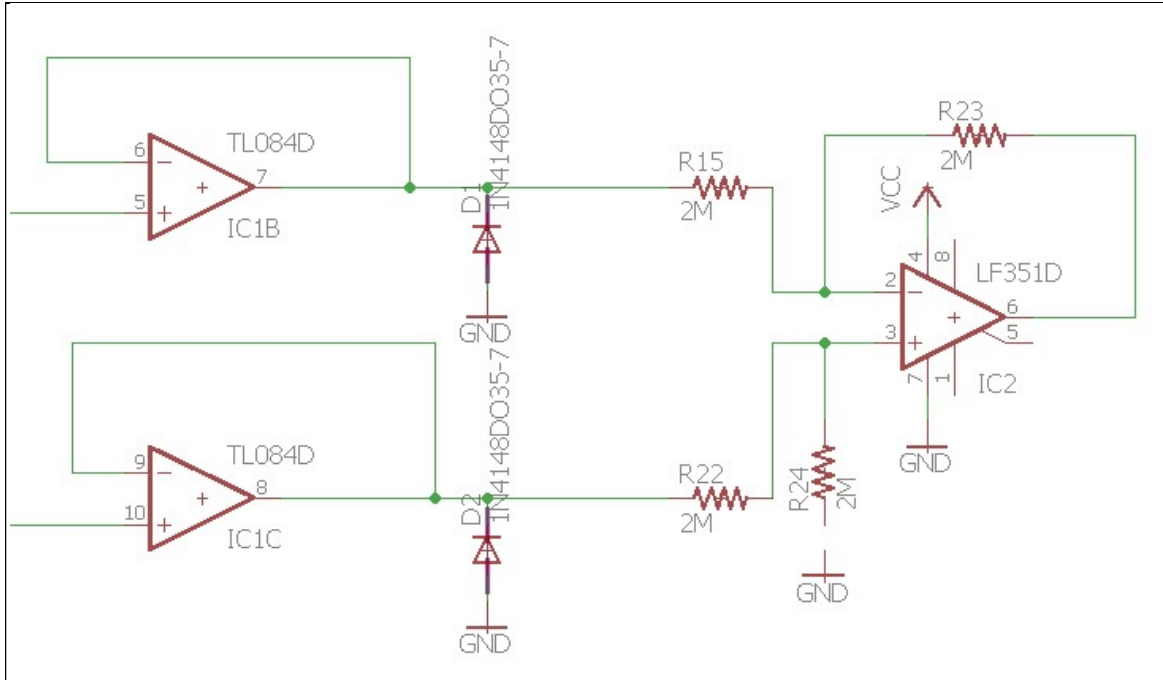 1N4148DO35-7
D1
TL084D
6
−
7
+
5
+
IC1B
GND
R15
2M
R23
2M
VCC
4
8
LF351D
2
−
6
+
5
3
+
7
1
IC2
GND
1N4148DO35-7
D2
TL084D
9
−
8
+
10
+
IC1C
GND
R22
2M
R24
2M
GND